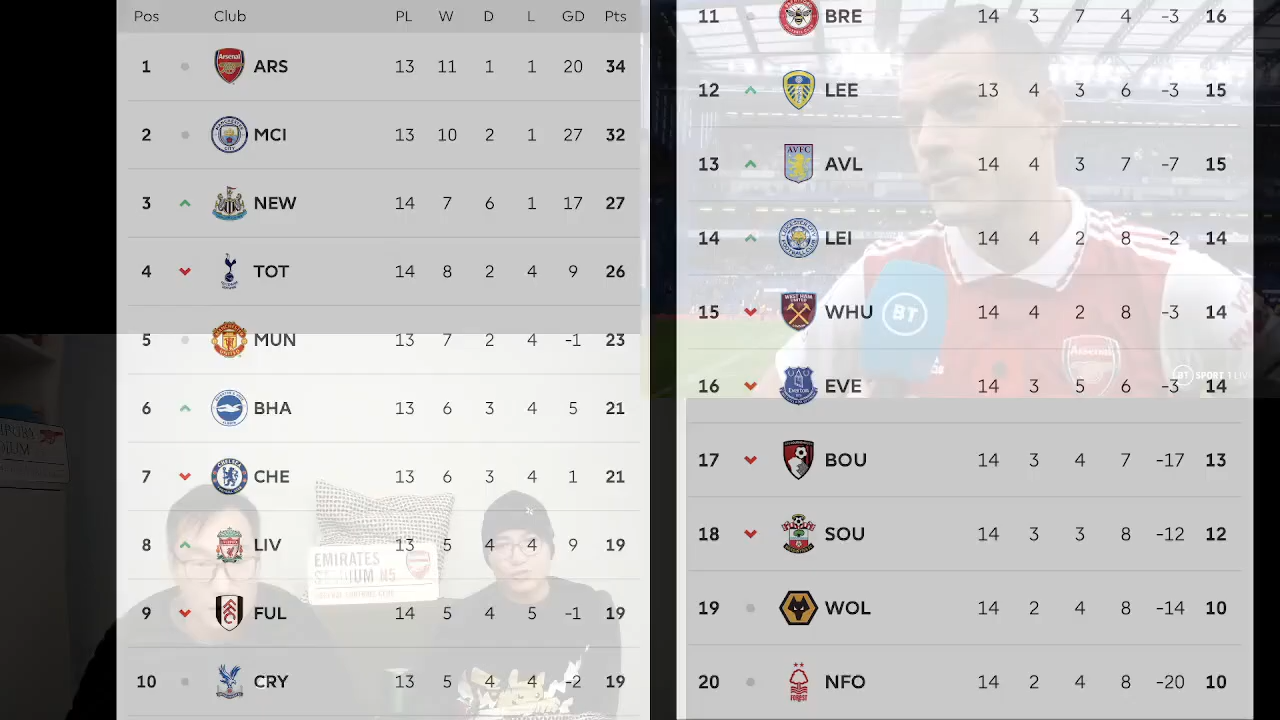 Pos Club PL W D L GD Pts
1 ARS 13 11 1 1 20 34
2 MCI 13 10 2 1 27 32
3 NEW 14 7 6 1 17 27
4 TOT 14 8 2 4 9 26
5 MUN 13 7 2 4 -1 23
6 BHA 13 6 3 4 5 21
7 CHE 13 6 3 4 1 21
8 LIV 13 5 4 4 9 19
9 FUL 14 5 4 5 -1 19
10 CRY 13 5 4 4 -2 19
11 BRE 14 3 7 4 -3 16
12 LEE 13 4 3 6 -3 15
13 AVL 14 4 3 7 -7 15
14 LEI 14 4 2 8 -2 14
15 WHU 14 4 2 8 -3 14
16 EVE 14 3 5 6 -3 14
17 BOU 14 3 4 7 -17 13
18 SOU 14 3 3 8 -12 12
19 WOL 14 2 4 8 -14 10
20 NFO 14 2 4 8 -20 10
BT
Arsenal
BT SPORT 1 LIVE
EMIRATES
STADIUM N5